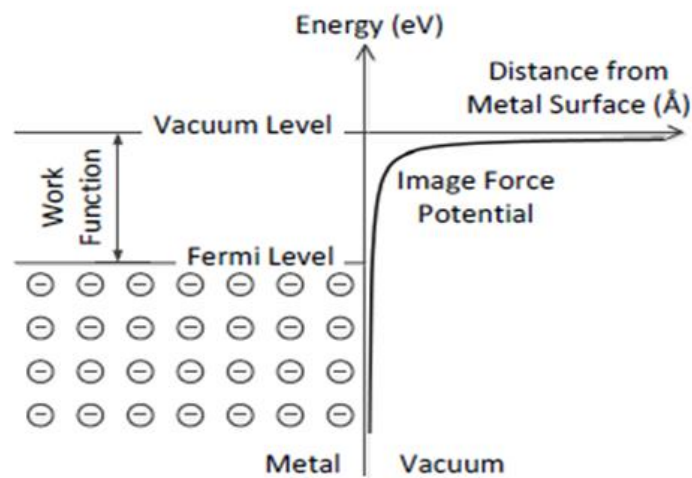 Energy (eV)
Distance from
Metal Surface (Å)
Vacuum Level
Work
Function
Image Force
Potential
Fermi Level
Metal
Vacuum